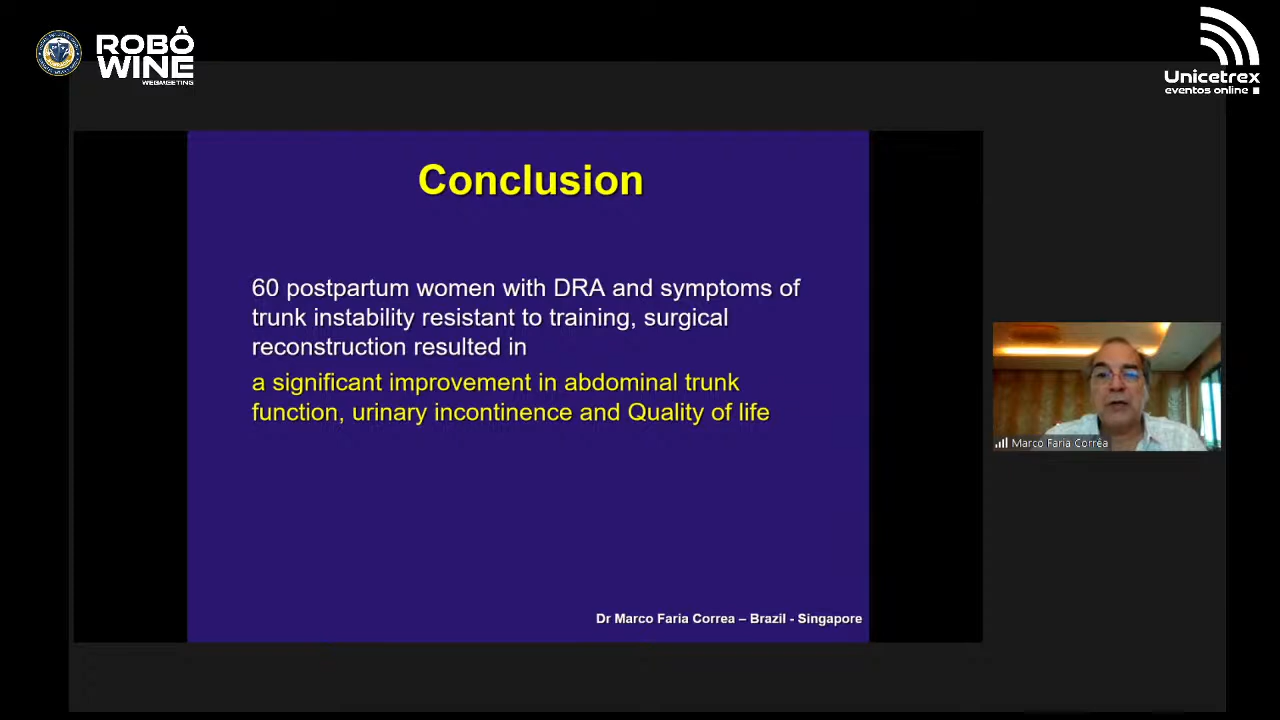 ROBÔ
WINE
WEBMEETING
Unicetrex
eventos online
Conclusion
60 postpartum women with DRA and symptoms of
trunk instability resistant to training, surgical
reconstruction resulted in
a significant improvement in abdominal trunk
function, urinary incontinence and Quality of life
Marco Faria Corrêa
Dr Marco Faria Correa – Brazil - Singapore